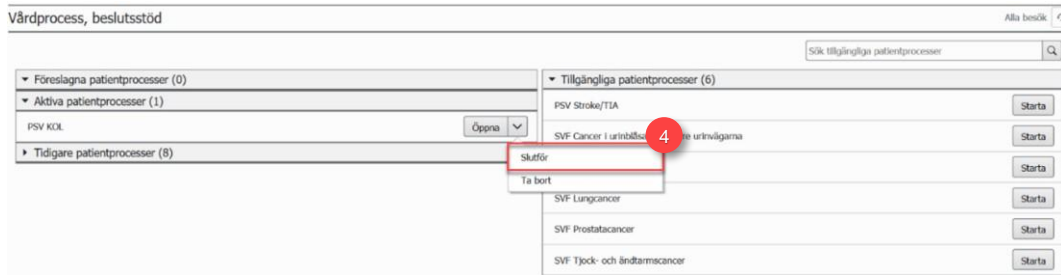 Vårdprocess, beslutsstöd
Alla besök
Sök tillgängliga patientprocesser
Föreslagna patientprocesser (0)
Aktiva patientprocesser (1)
PSV KOL
Öppna
Tidigare patientprocesser (8)
4
Slutför
Ta bort
Tillgängliga patientprocesser (6)
PSV Stroke/TIA
Starta
SVF Cancer i urinblåsa re urinvägarna
Starta
Starta
SVF Lungcancer
Starta
SVF Prostatacancer
Starta
SVF Tjock- och ändtarmscancer
Starta